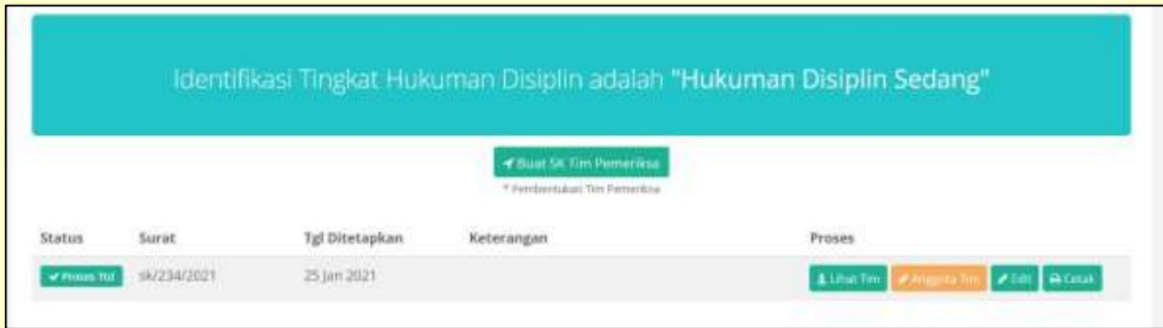 Identifikasi Tingkat Hukuman Disiplin adalah "Hukuman Disiplin Sedang"
Buat SK Tim Pemeriksa
* Pembentukan Tim Pemeriksa
Status Surat Tgl Ditetapkan Keterangan Proses
Proses Ttd sk/234/2021 25 Jan 2021 Lihat Tim Anggota Tim Edit Cetak